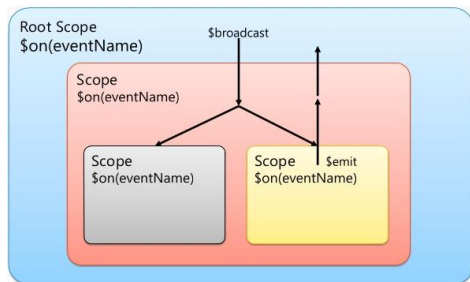 Root Scope
$on(eventName)
$broadcast
Scope
$on(eventName)
Scope
$on(eventName)
Scope $emit
$on(eventName)